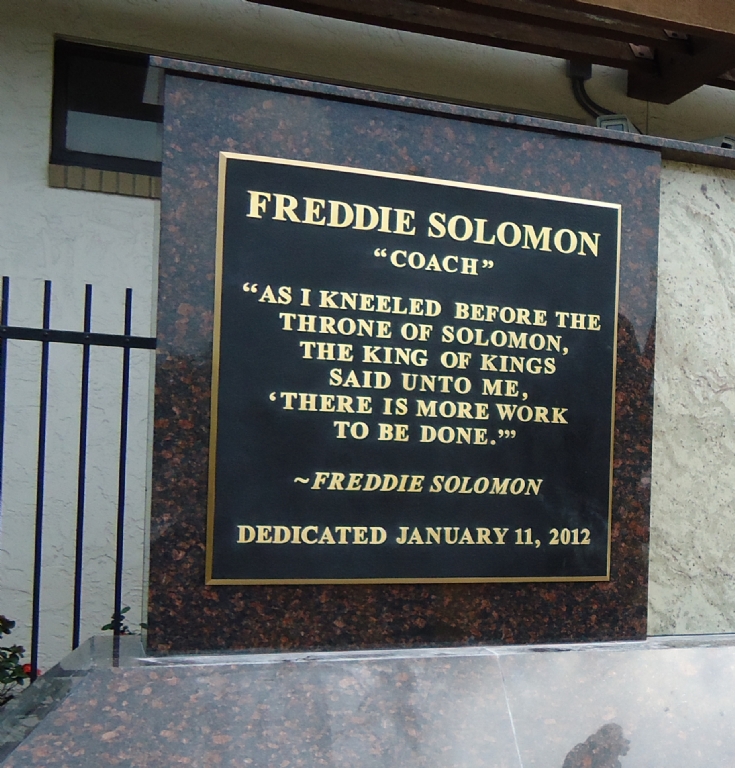 FREDDIE SOLOMON
“COACH”
“AS I KNEELED BEFORE THE
THRONE OF SOLOMON,
THE KING OF KINGS
SAID UNTO ME,
‘THERE IS MORE WORK
TO BE DONE.’”
~FREDDIE SOLOMON
DEDICATED JANUARY 11, 2012